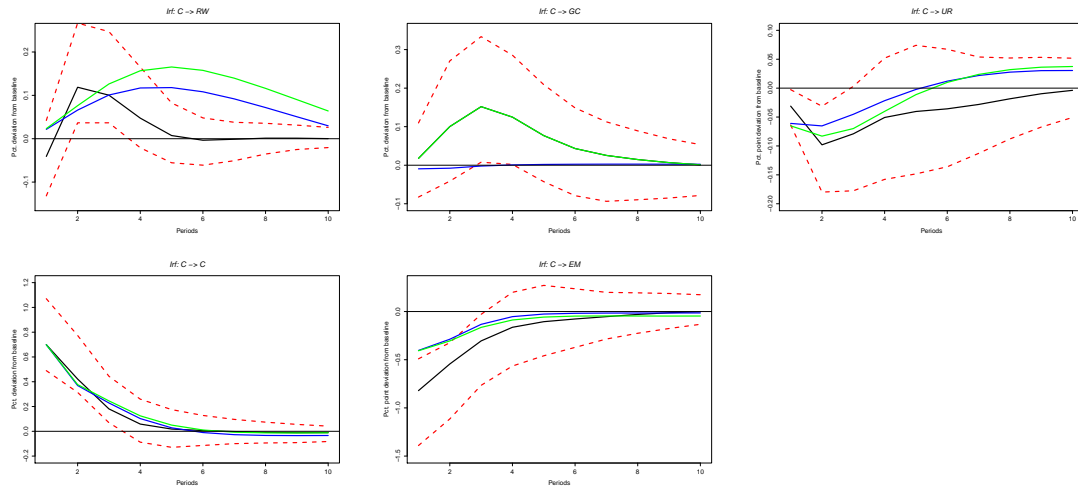 Irf: C −> RW
Pct. deviation from baseline
−0.1 0.0 0.1 0.2
2 4 6 8 10
Periods
Irf: C −> GC
Pct. deviation from baseline
−0.1 0.0 0.1 0.2 0.3
2 4 6 8 10
Periods
Irf: C −> UR
Pct. point deviation from baseline
−0.20 −0.15 −0.10 −0.05 0.00 0.05 0.10
2 4 6 8 10
Periods
Irf: C −> C
Pct. deviation from baseline
−0.2 0.0 0.2 0.4 0.6 0.8 1.0 1.2
2 4 6 8 10
Periods
Irf: C −> EM
Pct. point deviation from baseline
−1.5 −1.0 −0.5 0.0
2 4 6 8 10
Periods